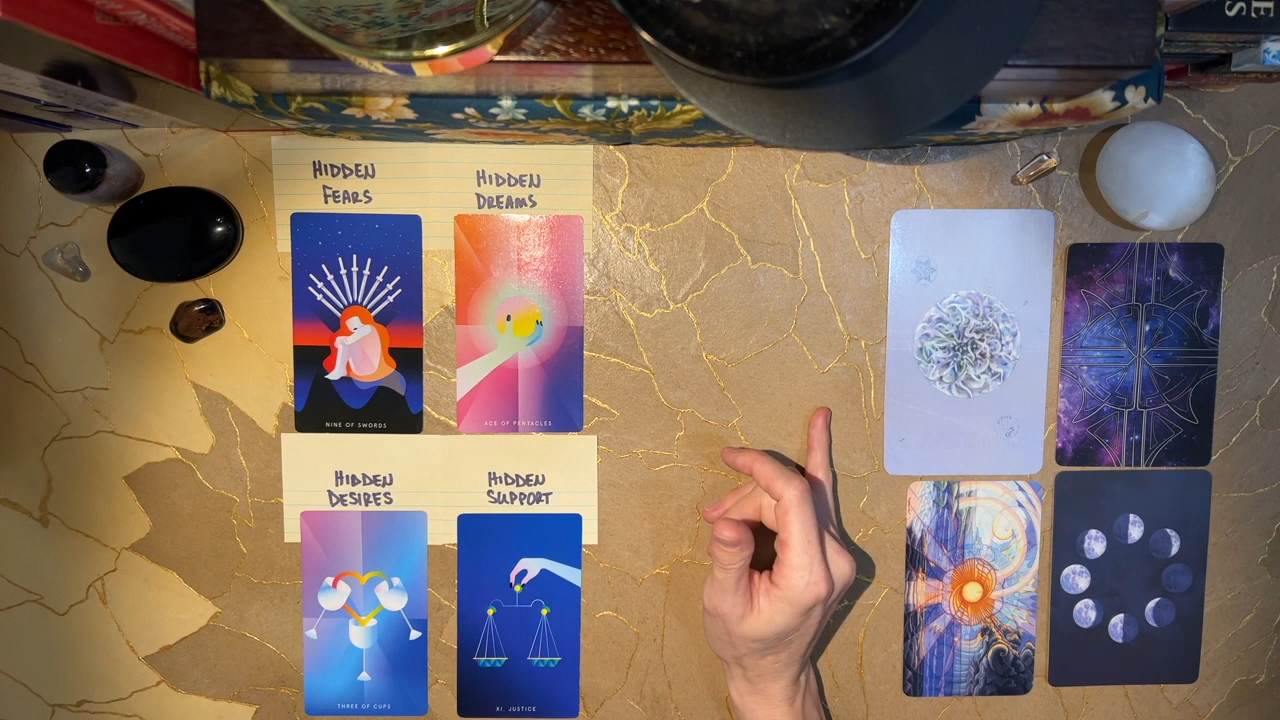 HIDDEN
FEARS
HIDDEN
DREAMS
NINE OF SWORDS
ACE OF PENTACLES
HIDDEN
DESIRES
HIDDEN
SUPPORT
THREE OF CUPS
XI. JUSTICE